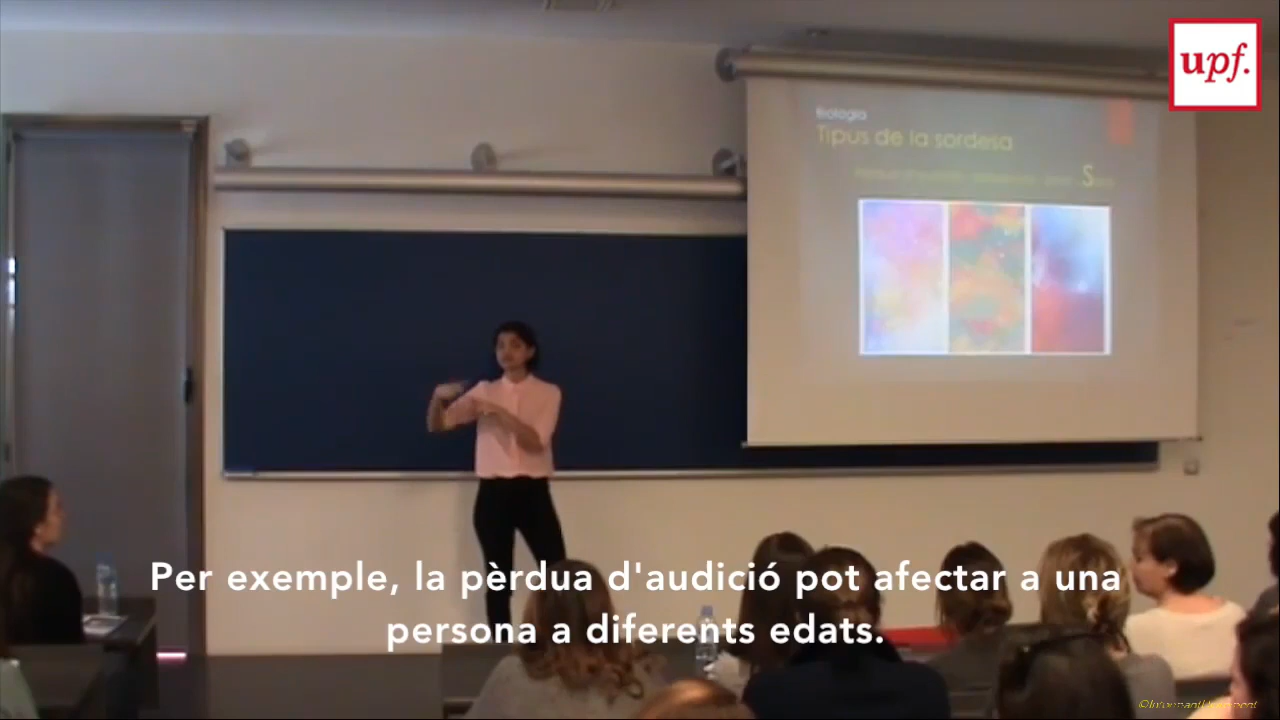 upf.
Biologia
Tipus de la sordesa
S
Per exemple, la pèrdua d'audició pot afectar a una
persona a diferents edats.